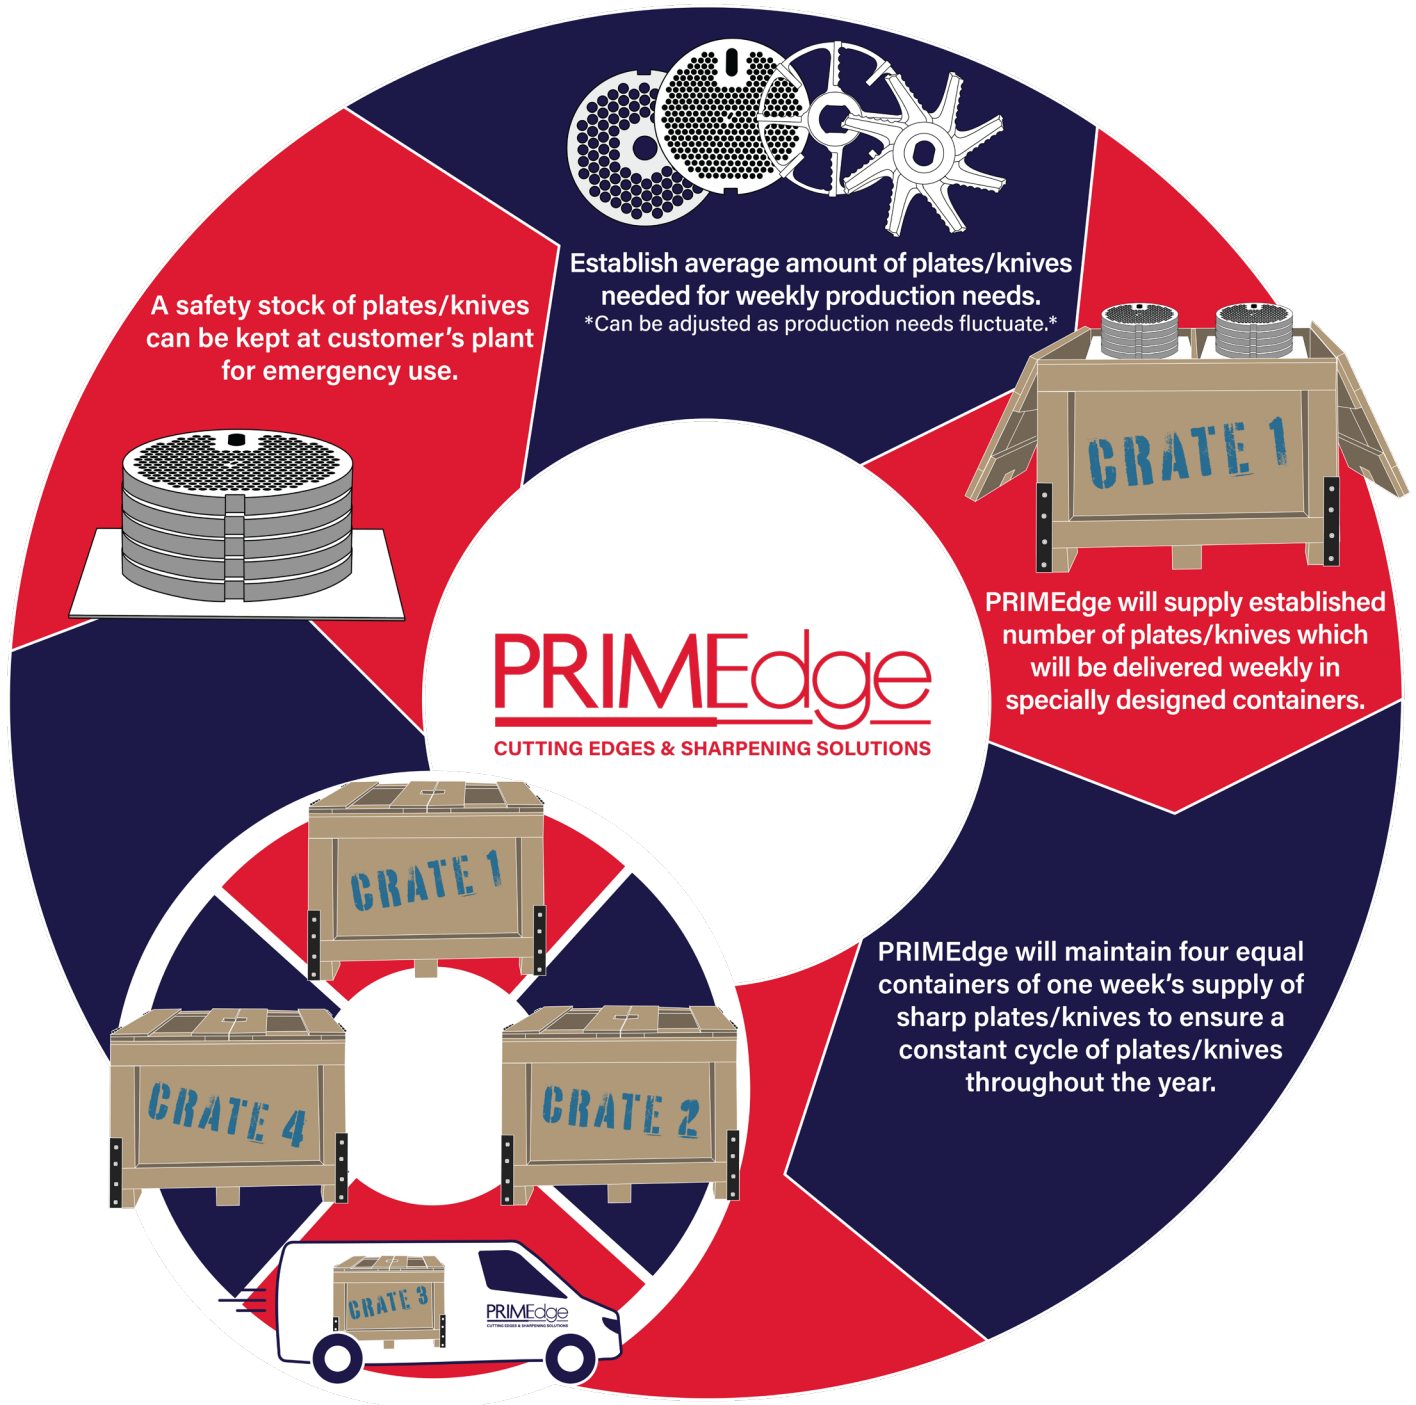 Establish average amount of plates/knives
needed for weekly production needs.
*Can be adjusted as production needs fluctuate.*
A safety stock of plates/knives
can be kept at customer's plant
for emergency use.
CRATE 1
PRIMEdge will supply established
number of plates/knives which
will be delivered weekly in
specially designed containers.
PRIMEdge
CUTTING EDGES & SHARPENING SOLUTIONS
PRIMEdge will maintain four equal
containers of one week's supply of
sharp plates/knives to ensure a
constant cycle of plates/knives
throughout the year.
CRATE 1
CRATE 4
CRATE 2
CRATE 3
PRIMEdge
CUTTING EDGES & SHARPENING SOLUTIONS